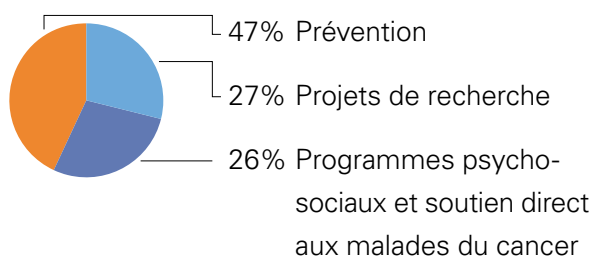 47% Prévention
27% Projets de recherche
26% Programmes psycho-
sociaux et soutien direct
aux malades du cancer